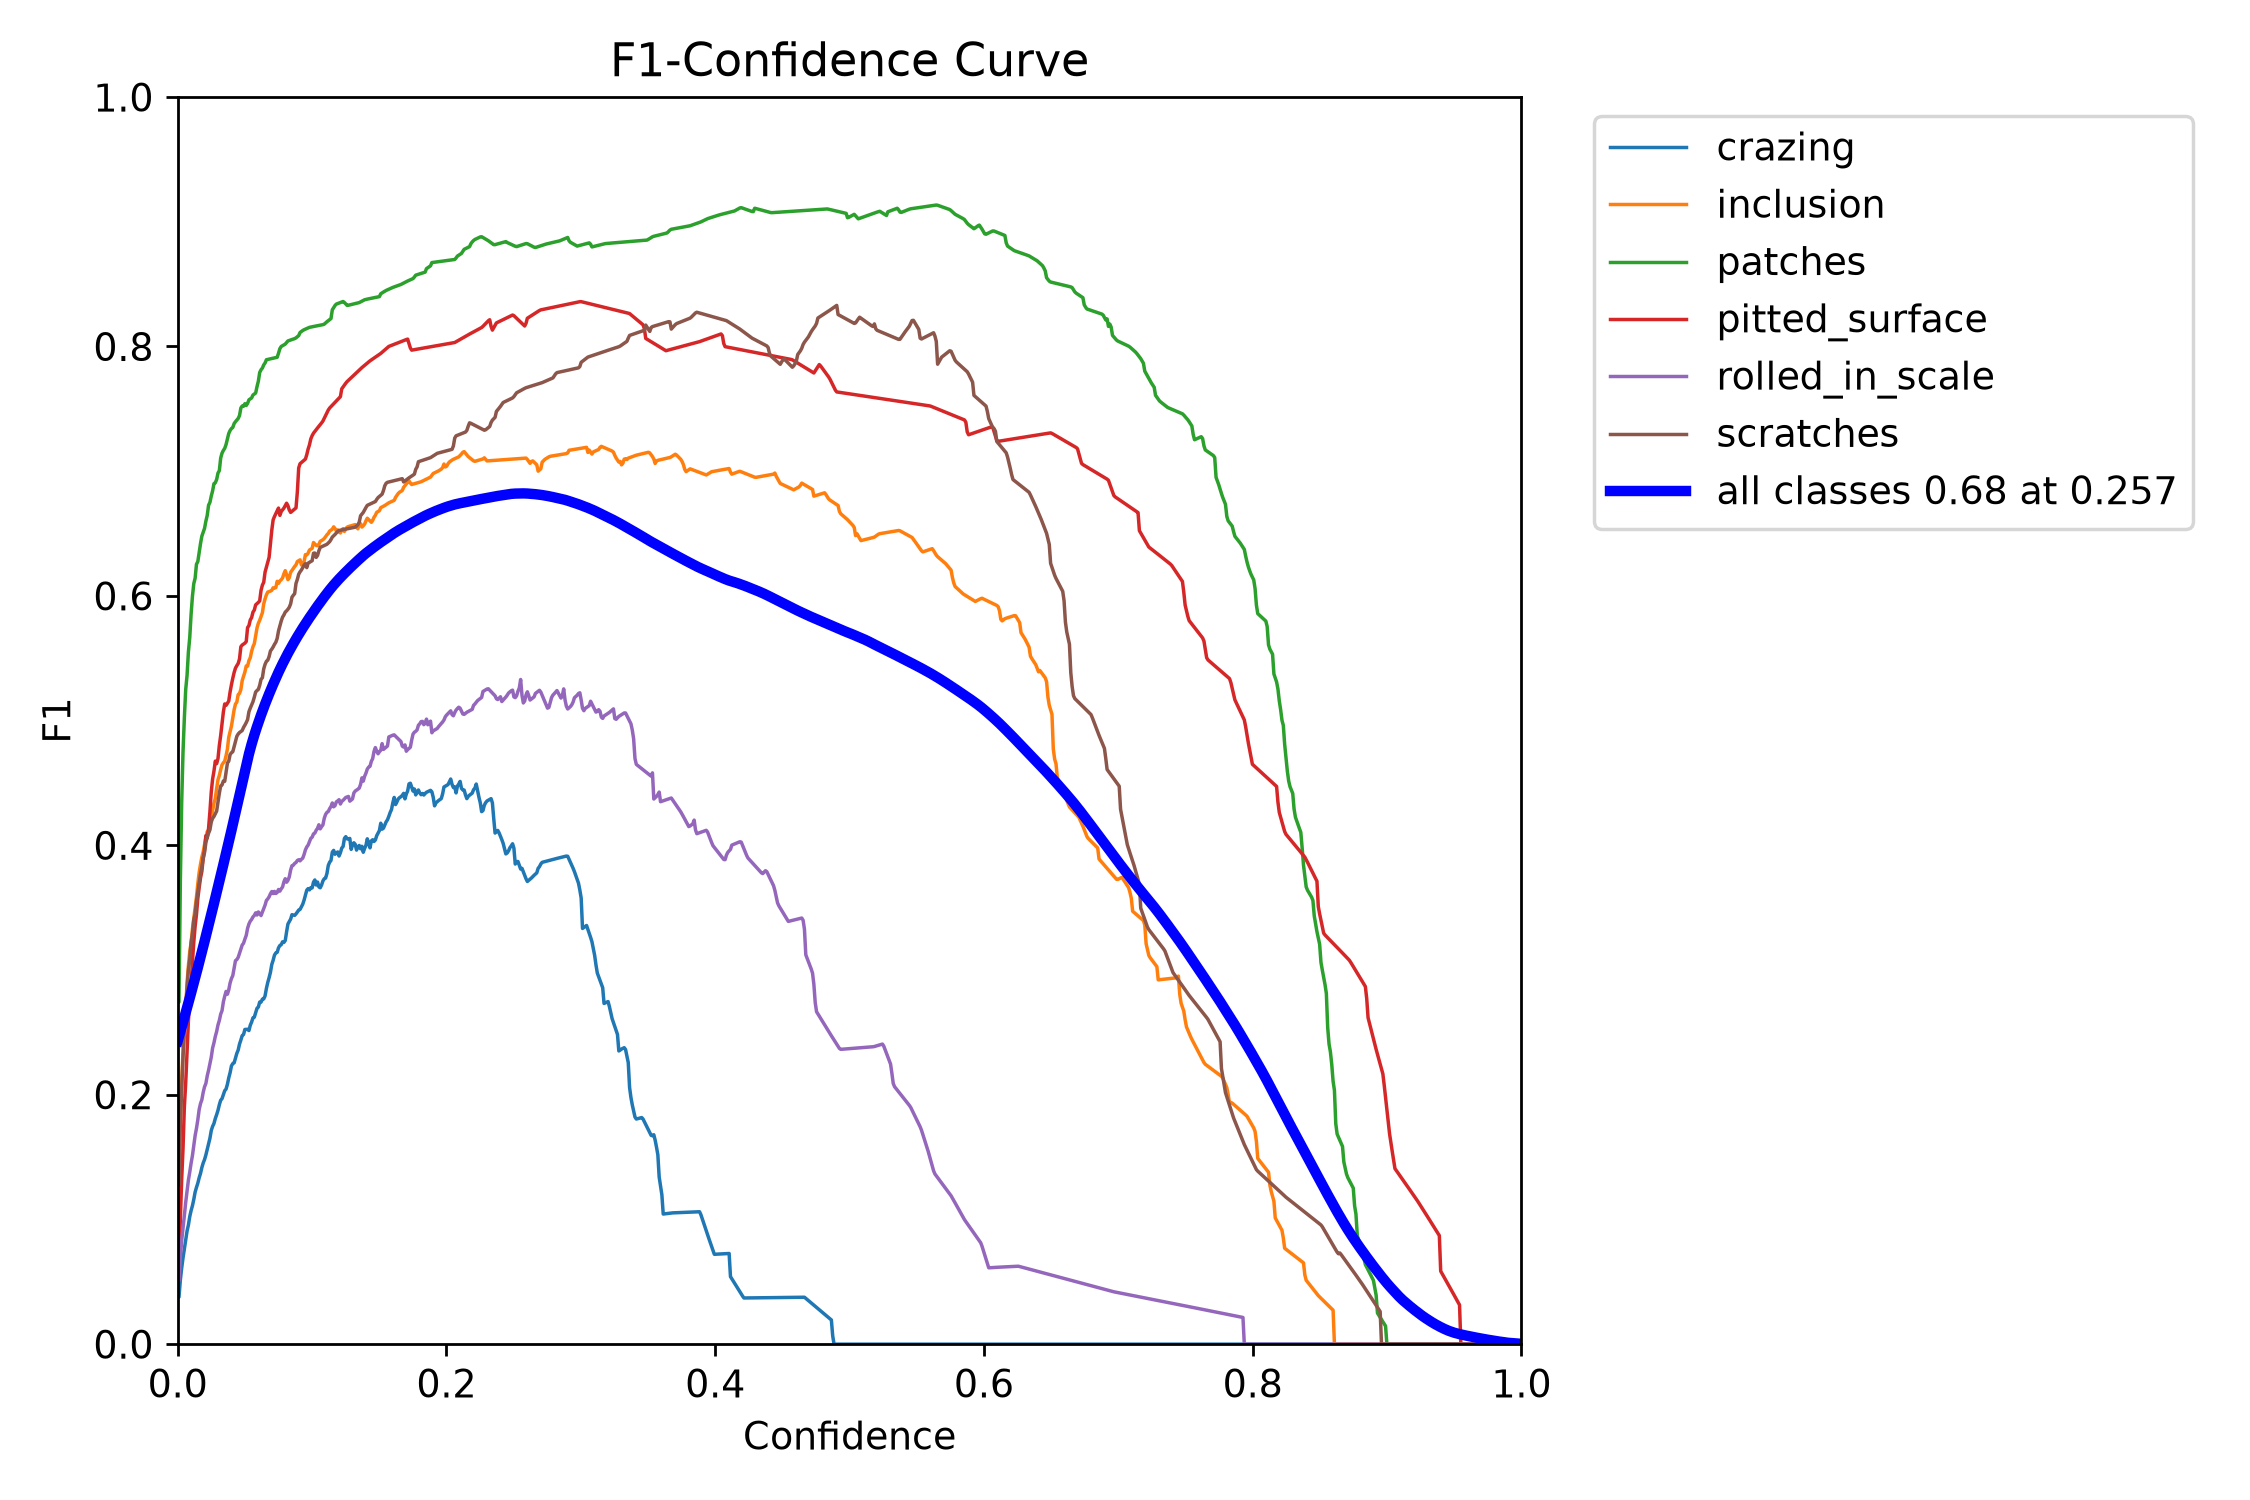 F1-Confidence Curve
1.0
0.8
0.6
0.4
0.2
0.0
F1
0.0 0.2 0.4 0.6 0.8 1.0
Confidence
crazing
inclusion
patches
pitted_surface
rolled_in_scale
scratches
all classes 0.68 at 0.257